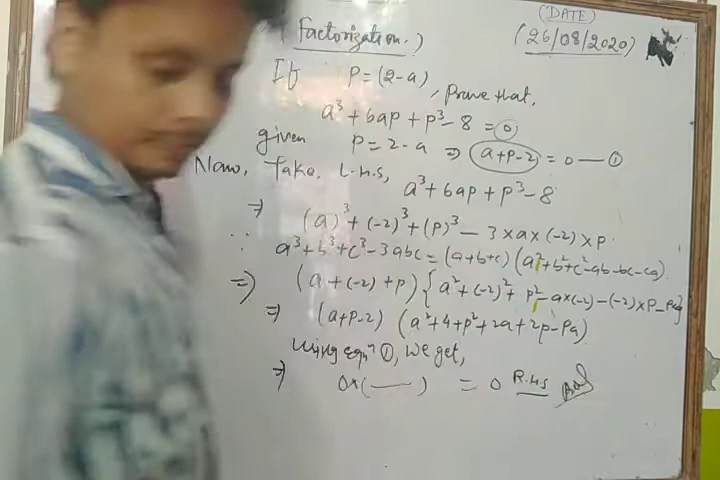 (DATE)
(Factorization.)
(26/08/2020)
If P=(2-a), Prove that,
a³ + 6ap + p³ - 8 = 0
given P = 2-a ⇒ a+p-2 = 0 — ①
Now, Take, L.H.S,
a³ + 6ap + p³ - 8
⇒ (a)³ + (-2)³ + (p)³ - 3×a×(-2)×p
∵ a³+b³+c³-3abc = (a+b+c) (a²+b²+c²-ab-bc-ca)
⇒ (a+(-2)+p) {a²+(-2)²+p²-a×(-2)-(-2)×p-pa}
⇒ (a+p-2) (a²+4+p²+2a+2p-pa)
Using eqn ①, we get,
⇒ 0×(—) = 0 R.H.S